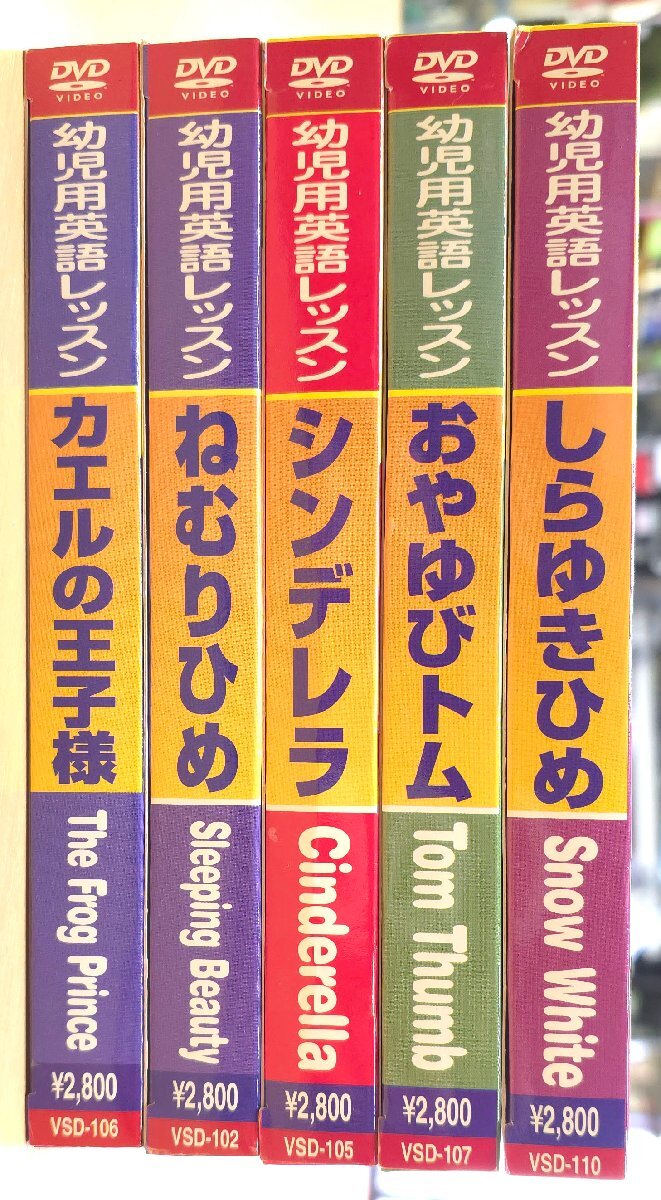 DVD
VIDEO
幼児用英語レッスン
カエルの王子様
The Frog Prince
¥2,800
VSD-106
DVD
VIDEO
幼児用英語レッスン
ねむりひめ
Sleeping Beauty
¥2,800
VSD-102
DVD
VIDEO
幼児用英語レッスン
シンデレラ
Cinderella
¥2,800
VSD-105
DVD
VIDEO
幼児用英語レッスン
おやゆびトム
Tom Thumb
¥2,800
VSD-107
DVD
VIDEO
幼児用英語レッスン
しらゆきひめ
Snow White
¥2,800
VSD-110